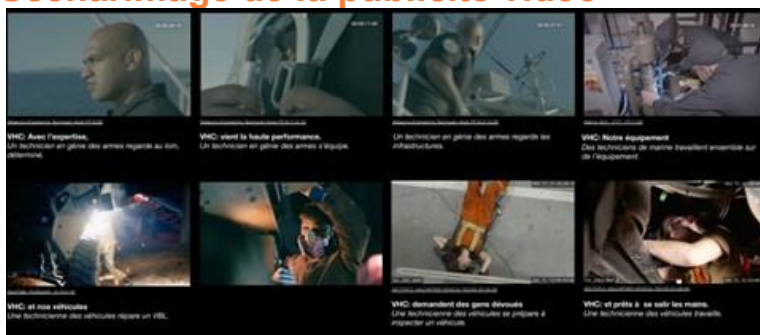 Scénarimage de la publicité vidéo
VHC: Avec l'expertise,
Un technicien en génie des armes regarde au loin,
déterminé.
VHC: vient la haute performance.
Un technicien en génie des armes s'équipe.
Un technicien en génie des armes regarde les
infrastructures.
VHC: Notre équipement
Des techniciens de marine travaillent ensemble sur
de l'équipement.
VHC: et nos véhicules
Une technicienne des véhicules répare un VBL.
VHC: demandent des gens dévoués
Une technicienne des véhicules se prépare à
inspecter un véhicule.
VHC: et prêts à se salir les mains.
Une technicienne des véhicules travaille.